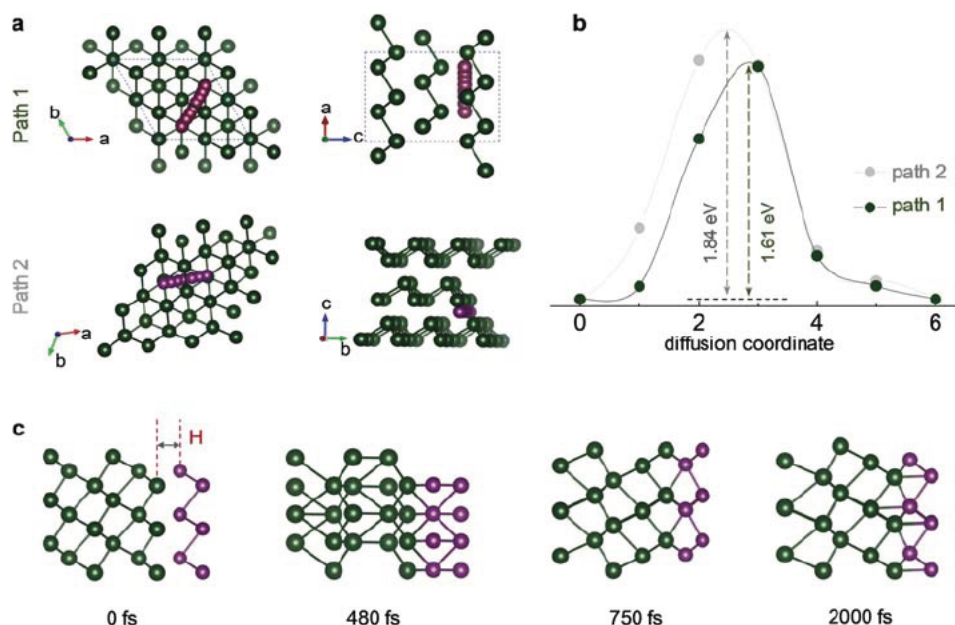 a
Path 1
b
a
a
c
Path 2
a
b
c
b
b
1.84 eV
1.61 eV
path 2
path 1
0
2
4
6
diffusion coordinate
c
H
0 fs
480 fs
750 fs
2000 fs